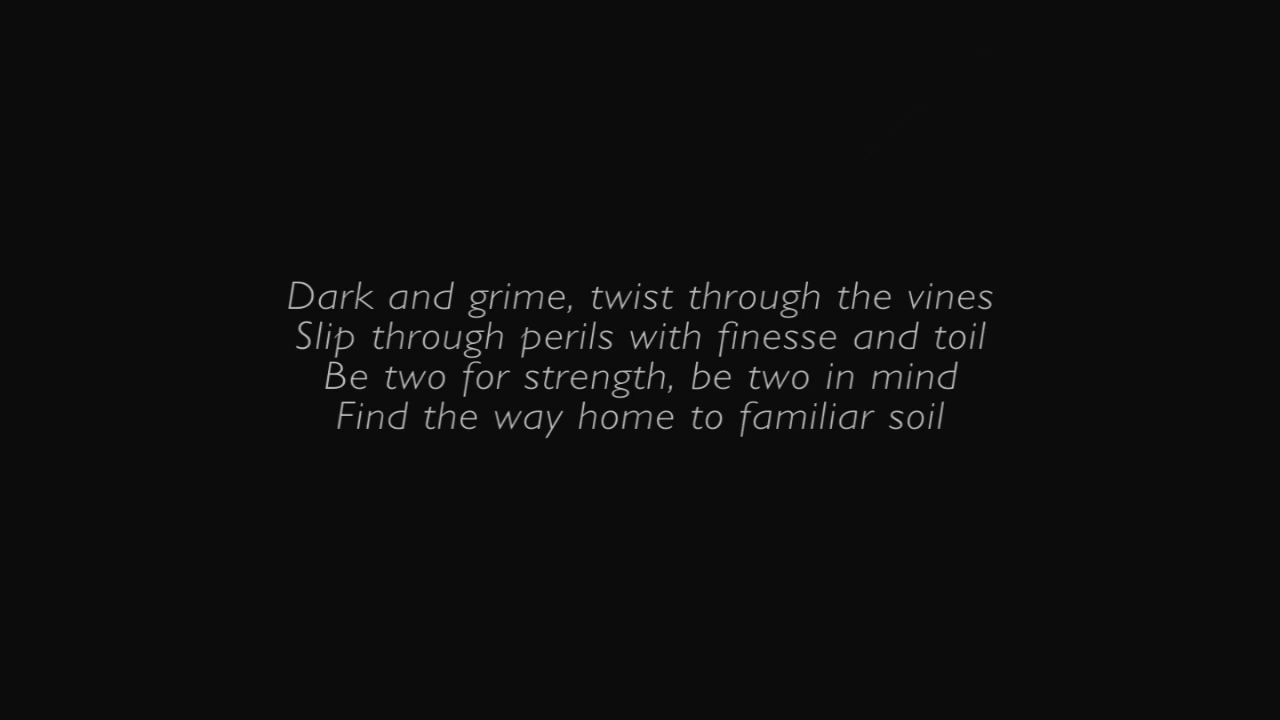 Dark and grime, twist through the vines
Slip through perils with finesse and toil
Be two for strength, be two in mind
Find the way home to familiar soil